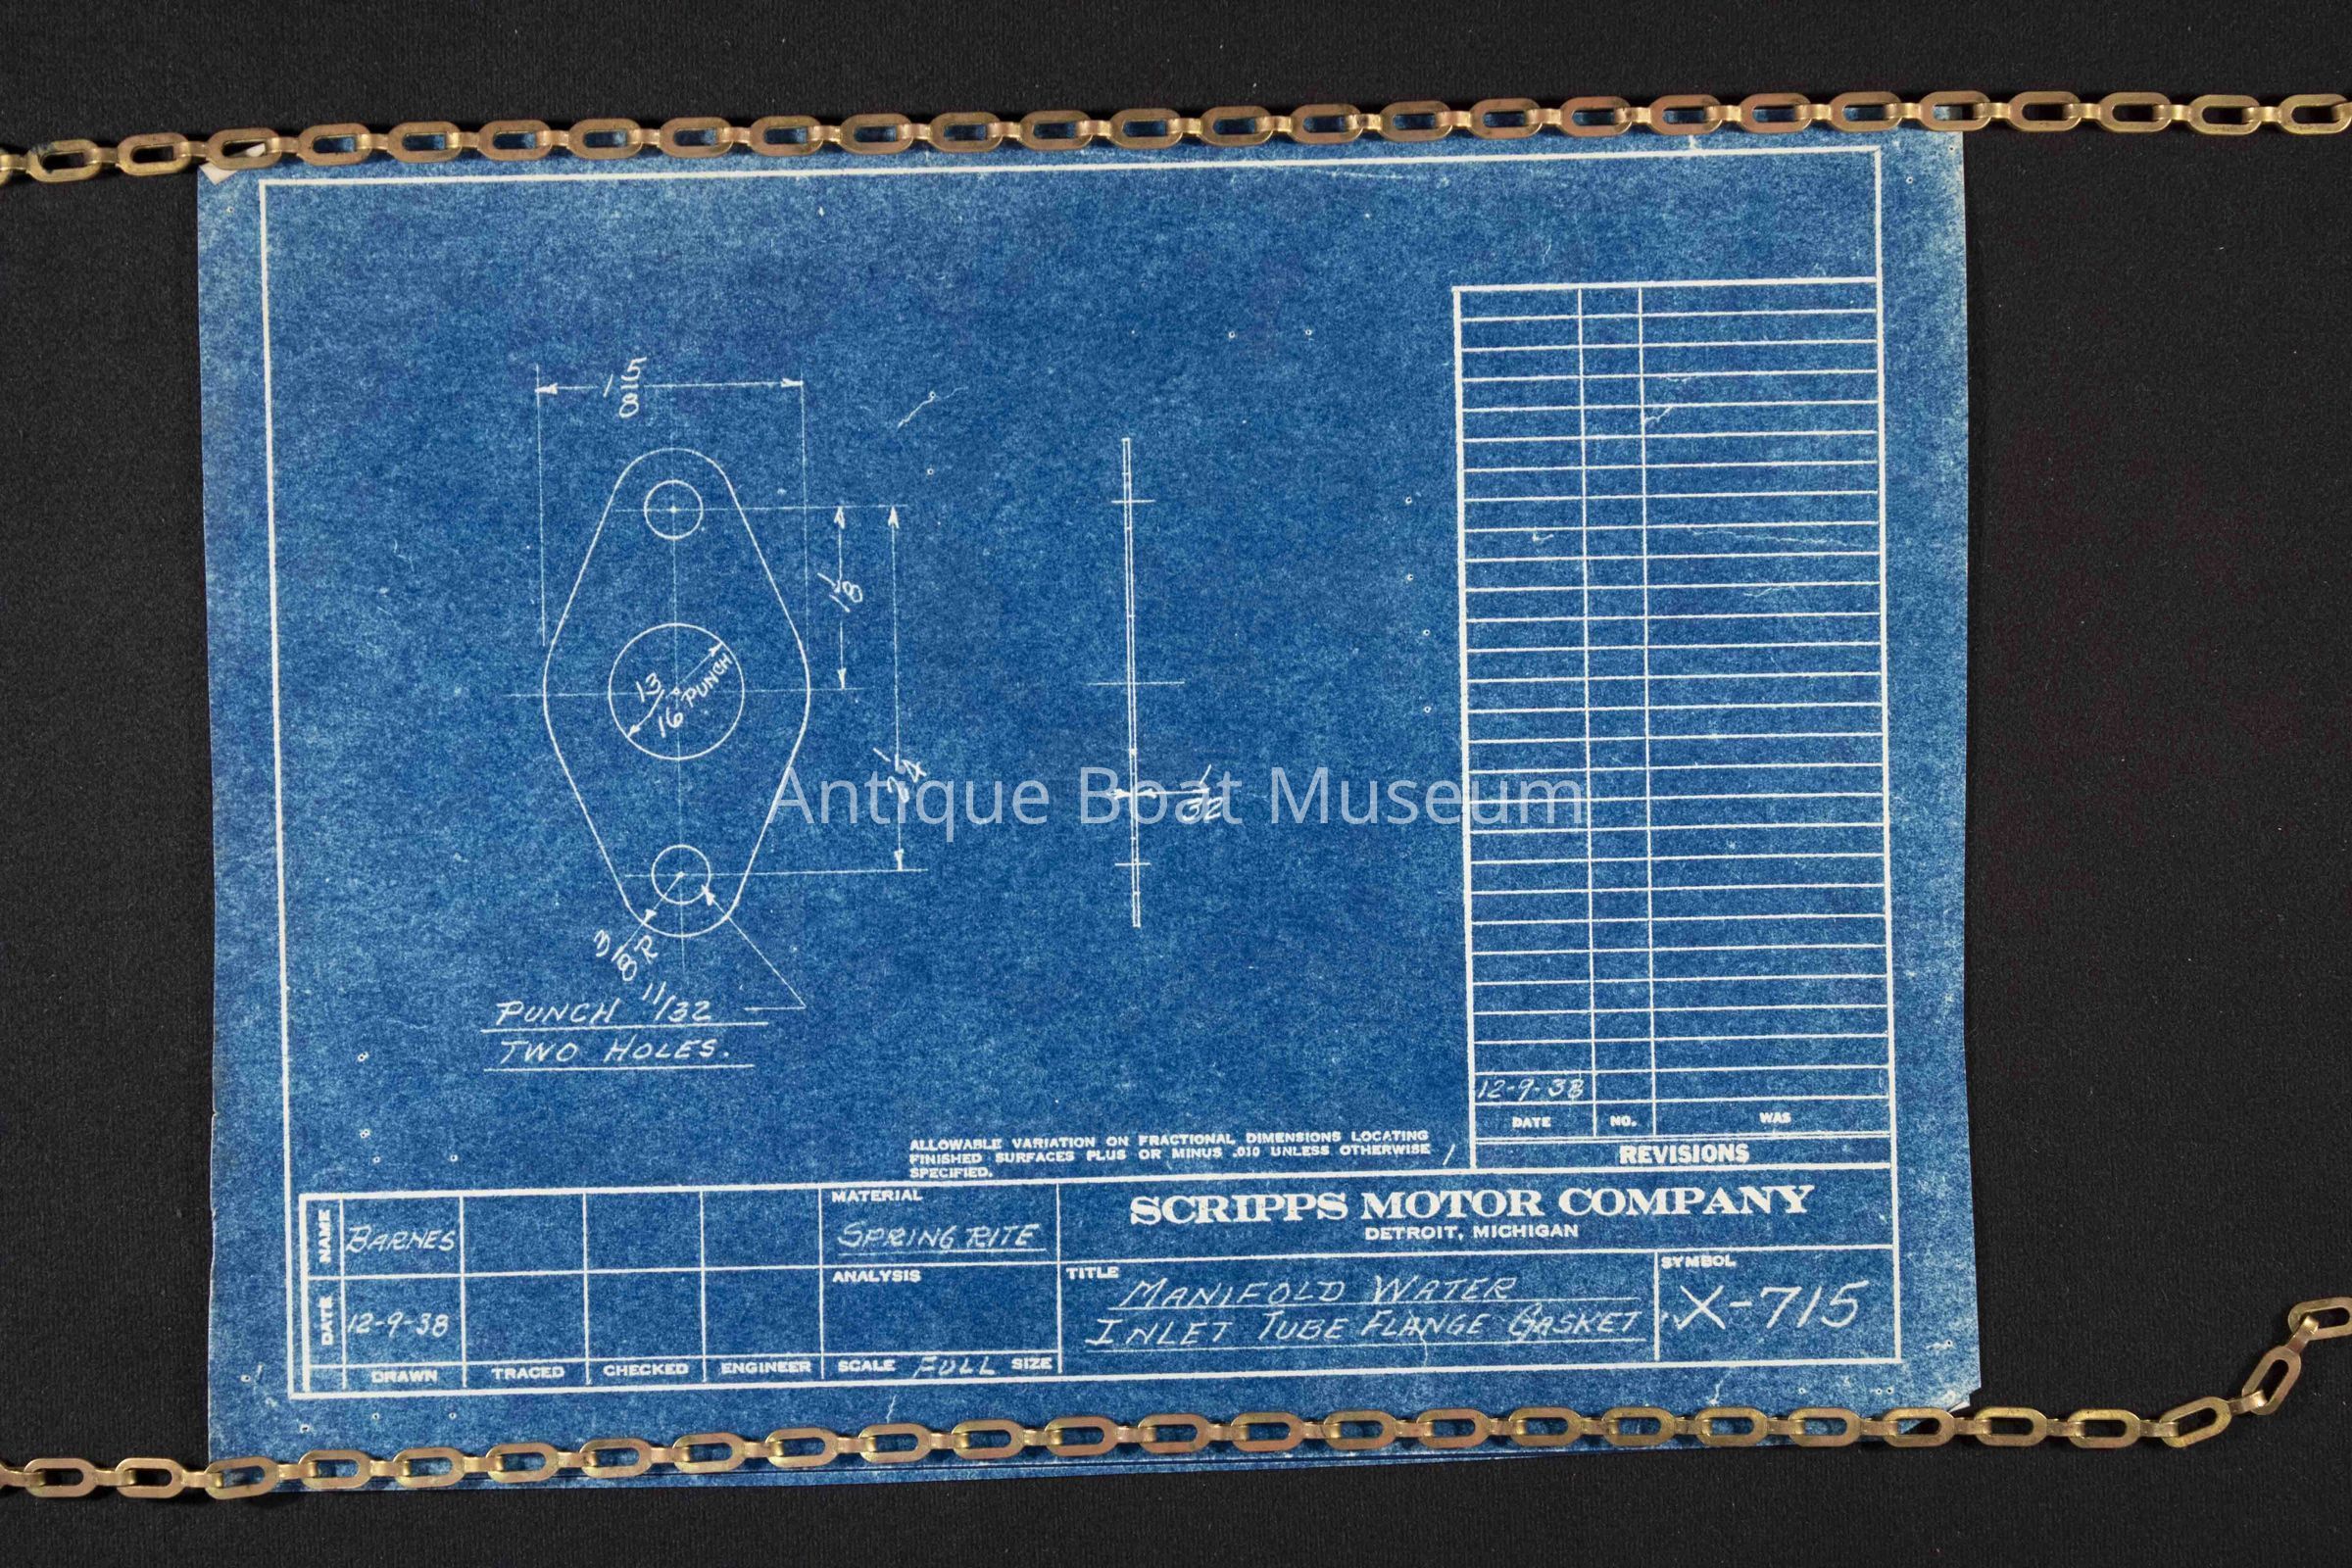 1 5/8
1 1/8
13/16 PUNCH
2 1/4
1/32
3/8 R
PUNCH 11/32
TWO HOLES.
Antique Boat Museum
12-9-38
DATE NO. WAS
REVISIONS
ALLOWABLE VARIATION ON FRACTIONAL DIMENSIONS LOCATING
FINISHED SURFACES PLUS OR MINUS .010 UNLESS OTHERWISE
SPECIFIED.
NAME BARNES
DATE 12-9-38
DRAWN TRACED CHECKED ENGINEER
MATERIAL
SPRING RITE
ANALYSIS
SCALE FULL SIZE
SCRIPPS MOTOR COMPANY
DETROIT, MICHIGAN
TITLE MANIFOLD WATER
INLET TUBE FLANGE GASKET
SYMBOL
X-715